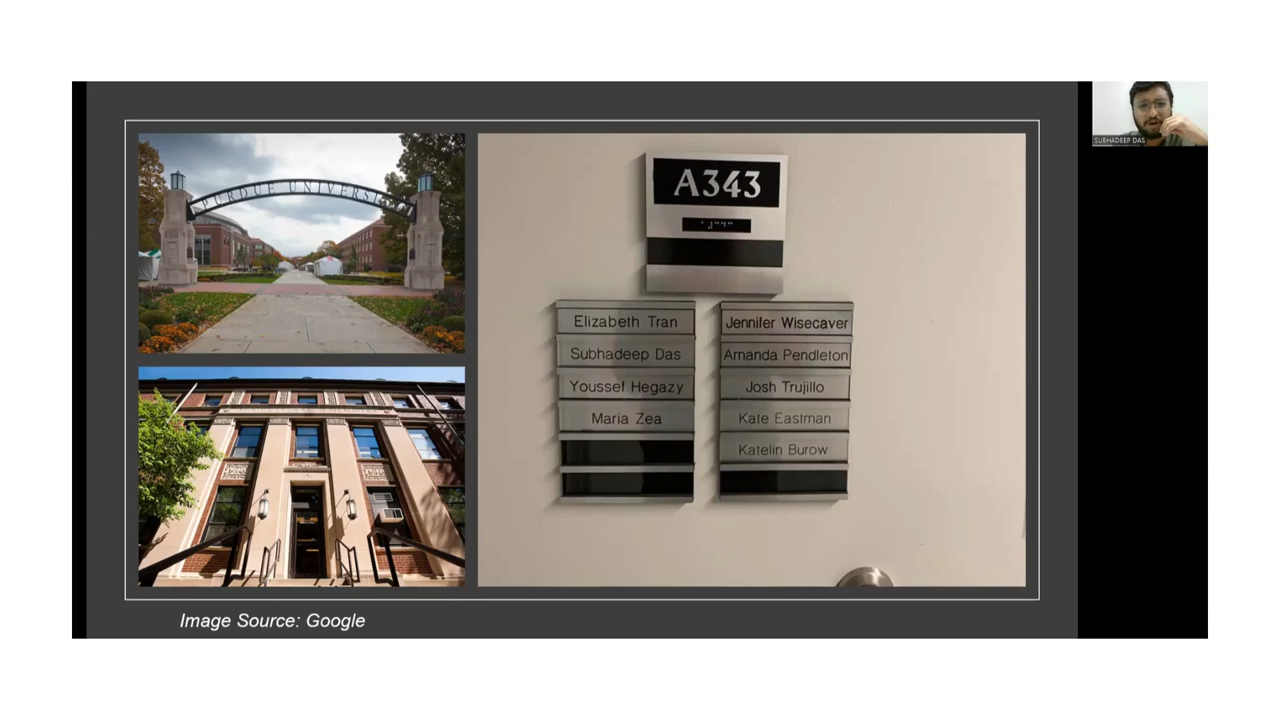 PURDUE UNIVERSITY
A343
Elizabeth Tran
Subhadeep Das
Youssef Hegazy
Maria Zea
Jennifer Wisecaver
Amanda Pendleton
Josh Trujillo
Kate Eastman
Katelin Burow
Image Source: Google
SUBHADEEP DAS